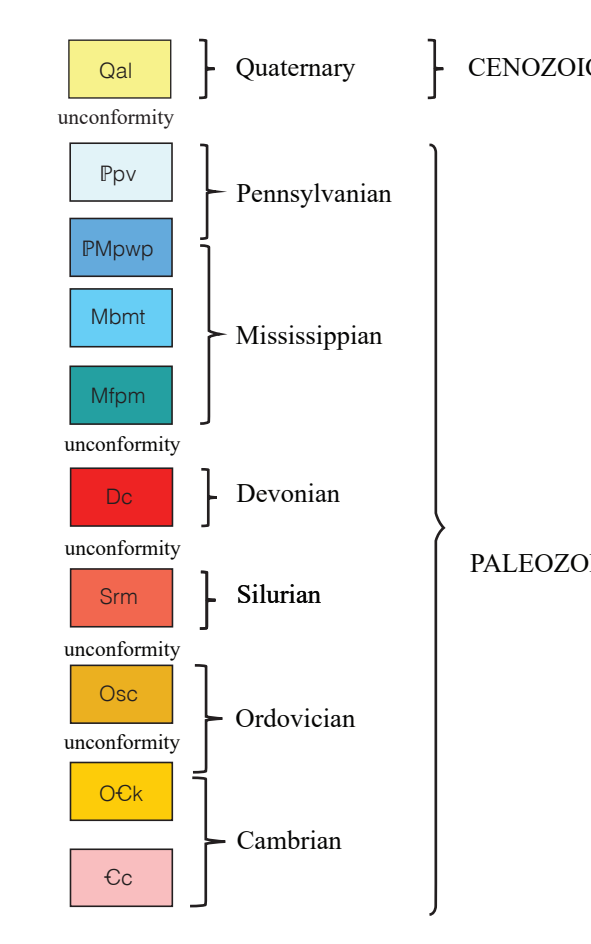 Qal Quaternary CENOZOIC
unconformity
ℙpv
Pennsylvanian
ℙMpwp
Mbmt
Mississippian
Mfpm
unconformity
Dc Devonian
unconformity
Srm Silurian
PALEOZOI
unconformity
Osc
Ordovician
unconformity
OꞒk
Cambrian
Ꞓc